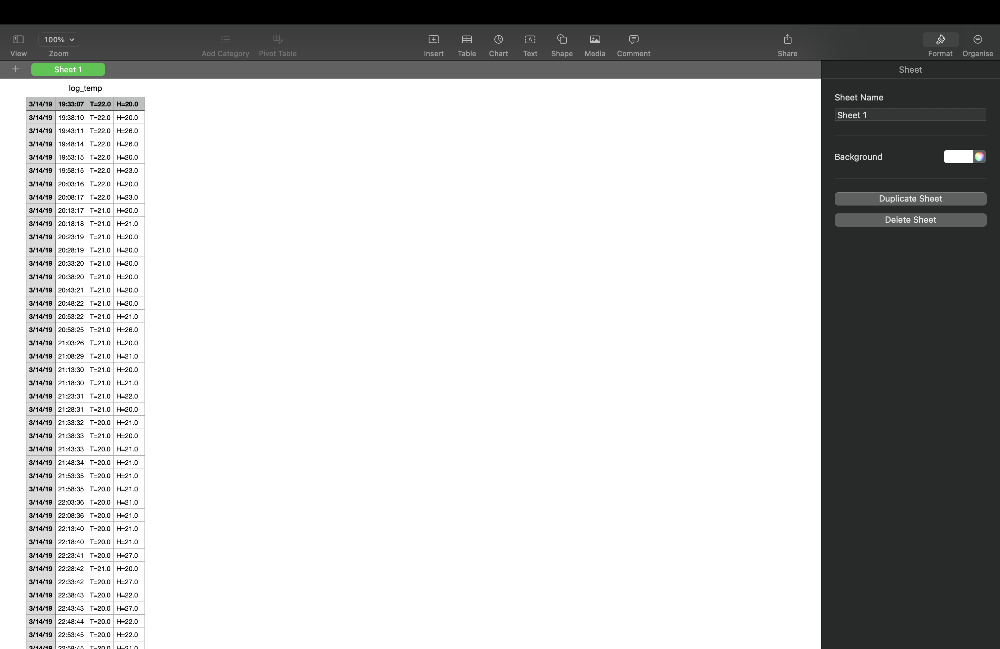 View
100%
Zoom
Add Category
Pivot Table
Insert
Table
Chart
Text
Shape
Media
Comment
Share
Format
Organise
Sheet 1
Sheet
log_temp
3/14/19 19:33:07 T=22.0 H=20.0
3/14/19 19:38:10 T=22.0 H=20.0
3/14/19 19:43:11 T=22.0 H=26.0
3/14/19 19:48:14 T=22.0 H=26.0
3/14/19 19:53:15 T=22.0 H=20.0
3/14/19 19:58:15 T=22.0 H=23.0
3/14/19 20:03:16 T=22.0 H=20.0
3/14/19 20:08:17 T=22.0 H=23.0
3/14/19 20:13:17 T=21.0 H=20.0
3/14/19 20:18:18 T=21.0 H=21.0
3/14/19 20:23:19 T=21.0 H=20.0
3/14/19 20:28:19 T=21.0 H=20.0
3/14/19 20:33:20 T=21.0 H=20.0
3/14/19 20:38:20 T=21.0 H=20.0
3/14/19 20:43:21 T=21.0 H=20.0
3/14/19 20:48:22 T=21.0 H=20.0
3/14/19 20:53:22 T=21.0 H=21.0
3/14/19 20:58:25 T=21.0 H=26.0
3/14/19 21:03:26 T=21.0 H=20.0
3/14/19 21:08:29 T=21.0 H=21.0
3/14/19 21:13:30 T=21.0 H=20.0
3/14/19 21:18:30 T=21.0 H=21.0
3/14/19 21:23:31 T=21.0 H=22.0
3/14/19 21:28:31 T=21.0 H=20.0
3/14/19 21:33:32 T=20.0 H=21.0
3/14/19 21:38:33 T=21.0 H=20.0
3/14/19 21:43:33 T=20.0 H=21.0
3/14/19 21:48:34 T=20.0 H=21.0
3/14/19 21:53:35 T=20.0 H=21.0
3/14/19 21:58:35 T=20.0 H=21.0
3/14/19 22:03:36 T=20.0 H=21.0
3/14/19 22:08:36 T=20.0 H=21.0
3/14/19 22:13:40 T=20.0 H=21.0
3/14/19 22:18:40 T=20.0 H=21.0
3/14/19 22:23:41 T=20.0 H=27.0
3/14/19 22:28:42 T=21.0 H=20.0
3/14/19 22:33:42 T=20.0 H=27.0
3/14/19 22:38:43 T=20.0 H=22.0
3/14/19 22:43:43 T=20.0 H=27.0
3/14/19 22:48:44 T=20.0 H=22.0
3/14/19 22:53:45 T=20.0 H=22.0
3/14/19 22:58:45 T=20.0 H=21.0
Sheet Name
Sheet 1
Background
Duplicate Sheet
Delete Sheet